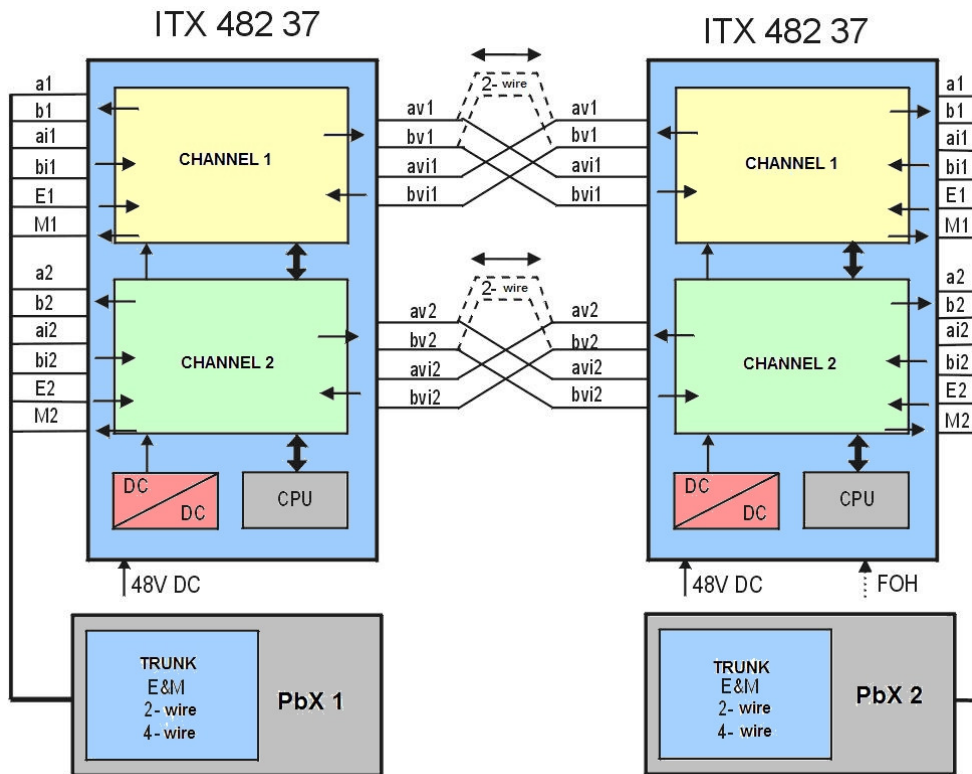 ITX 482 37
ITX 482 37
a1
b1
ai1
bi1
E1
M1
a2
b2
ai2
bi2
E2
M2
CHANNEL 1
CHANNEL 2
DC
DC
CPU
48V DC
2- wire
av1
bv1
avi1
bvi1
av1
bv1
avi1
bvi1
2- wire
av2
bv2
avi2
bvi2
av2
bv2
avi2
bvi2
CHANNEL 1
CHANNEL 2
DC
DC
CPU
48V DC
FOH
a1
b1
ai1
bi1
E1
M1
a2
b2
ai2
bi2
E2
M2
TRUNK
E&M
2- wire
4- wire
PbX 1
TRUNK
E&M
2- wire
4- wire
PbX 2